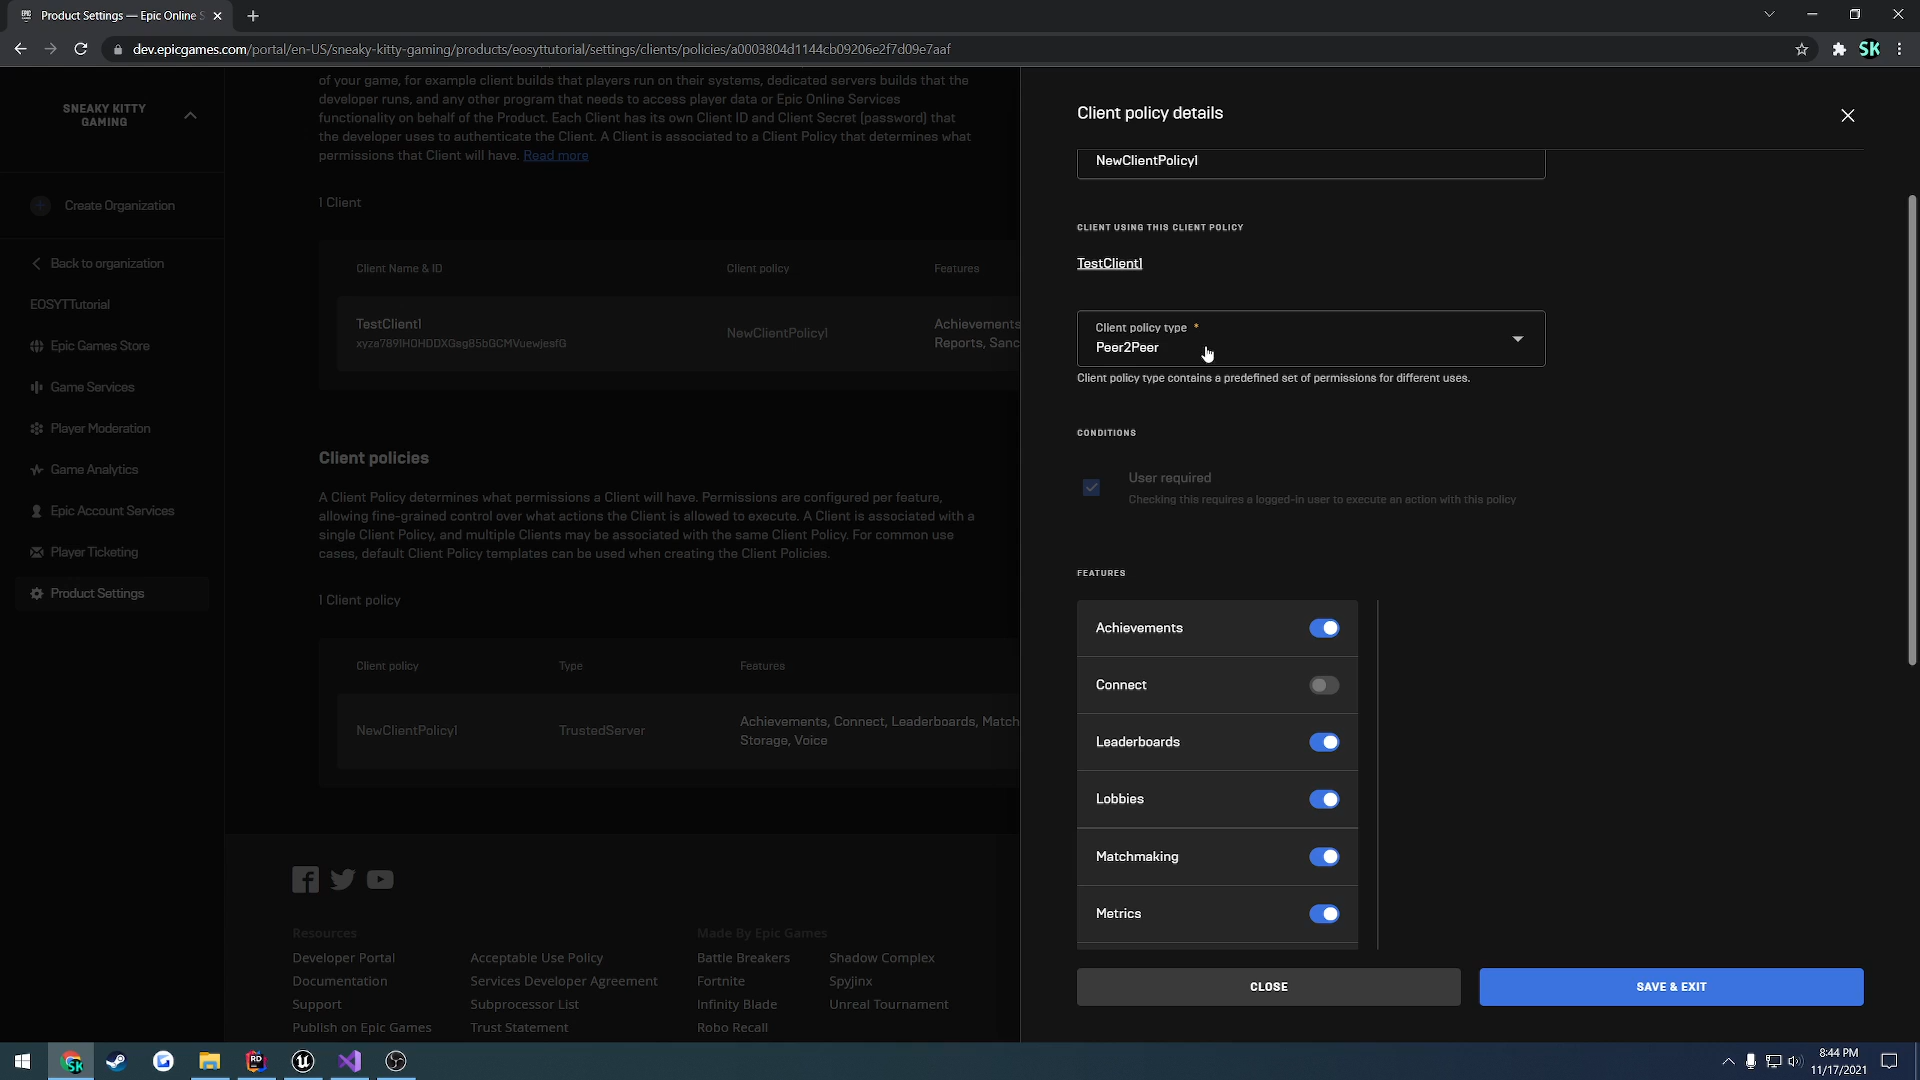 EPIC Product Settings — Epic Online S
dev.epicgames.com/portal/en-US/sneaky-kitty-gaming/products/eosyttutorial/settings/clients/policies/a0003804d1144cb09206e2f7d09e7aaf
SK
SNEAKY KITTY
GAMING
Create Organization
Back to organization
EOSYTTutorial
Epic Games Store
Game Services
Player Moderation
Game Analytics
Epic Account Services
Player Ticketing
Product Settings
of your game, for example client builds that players run on their systems, dedicated servers builds that the
developer runs, and any other program that needs to access player data or Epic Online Services
functionality on behalf of the Product. Each Client has its own Client ID and Client Secret [password] that
the developer uses to authenticate the Client. A Client is associated to a Client Policy that determines what
permissions that Client will have. Read more
1 Client
Client Name & ID
Client policy
Features
TestClient1
NewClientPolicy1
Achievements
Reports, Sanc
Client policies
A Client Policy determines what permissions a Client will have. Permissions are configured per feature,
allowing fine-grained control over what actions the Client is allowed to execute. A Client is associated with a
single Client Policy, and multiple Clients may be associated with the same Client Policy. For common use
cases, default Client Policy templates can be used when creating the Client Policies.
1 Client policy
Client policy
Type
Features
NewClientPolicy1
TrustedServer
Achievements, Connect, Leaderboards, Match
Storage, Voice
Resources
Developer Portal
Documentation
Support
Publish on Epic Games
Acceptable Use Policy
Services Developer Agreement
Subprocessor List
Trust Statement
Made By Epic Games
Battle Breakers
Fortnite
Infinity Blade
Robo Recall
Shadow Complex
Spyjinx
Unreal Tournament
Client policy details
NewClientPolicy1
CLIENT USING THIS CLIENT POLICY
TestClient1
Client policy type *
Peer2Peer
Client policy type contains a predefined set of permissions for different uses.
CONDITIONS
User required
Checking this requires a logged-in user to execute an action with this policy
FEATURES
Achievements
Connect
Leaderboards
Lobbies
Matchmaking
Metrics
CLOSE
SAVE & EXIT
SK
RD
8:44 PM
11/17/2021